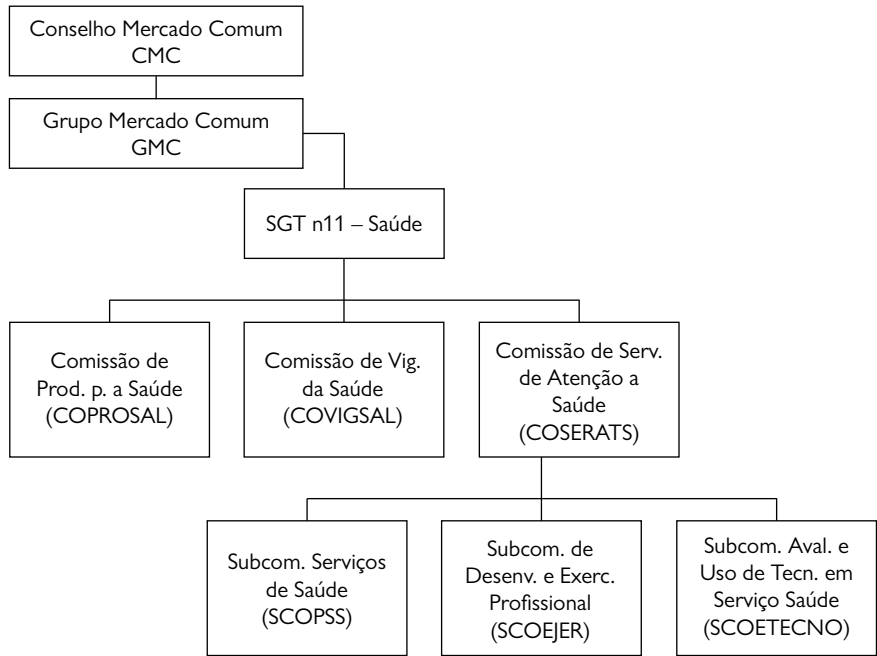 Conselho Mercado Comum
CMC
Grupo Mercado Comum
GMC
SGT n11 – Saúde
Comissão de
Prod. p. a Saúde
(COPROSAL)
Comissão de Vig.
da Saúde
(COVIGSAL)
Comissão de Serv.
de Atenção a
Saúde
(COSERATS)
Subcom. Serviços
de Saúde
(SCOPSS)
Subcom. de
Desenv. e Exerc.
Profissional
(SCOEJER)
Subcom. Aval. e
Uso de Tecn. em
Serviço Saúde
(SCOETECNO)